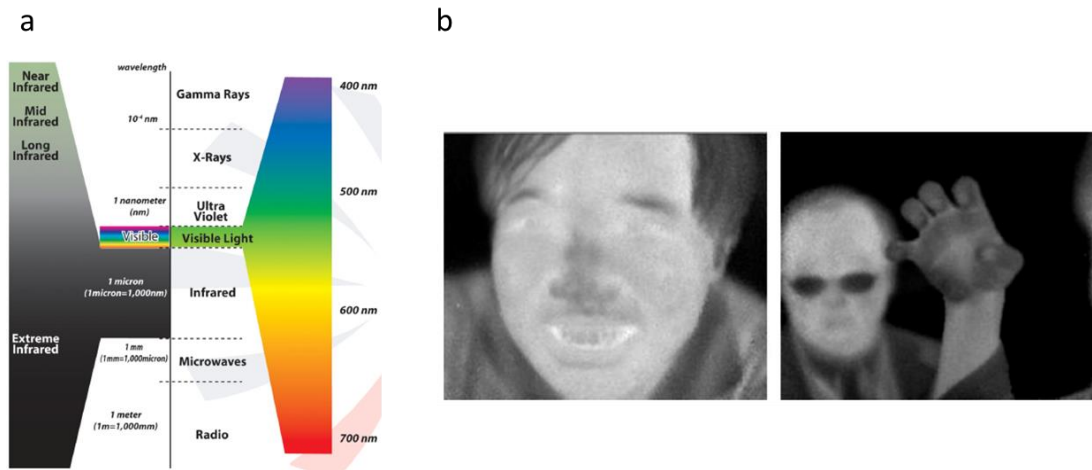 a
b
Near
Infrared
Mid
Infrared
Long
Infrared
Extreme
Infrared
wavelength
10⁻⁴ nm
1 nanometer
(nm)
Visible
1 micron
(1micron=1,000nm)
1 mm
(1mm=1,000micron)
1 meter
(1m=1,000mm)
Gamma Rays
X-Rays
Ultra
Violet
Visible Light
Infrared
Microwaves
Radio
400 nm
500 nm
600 nm
700 nm